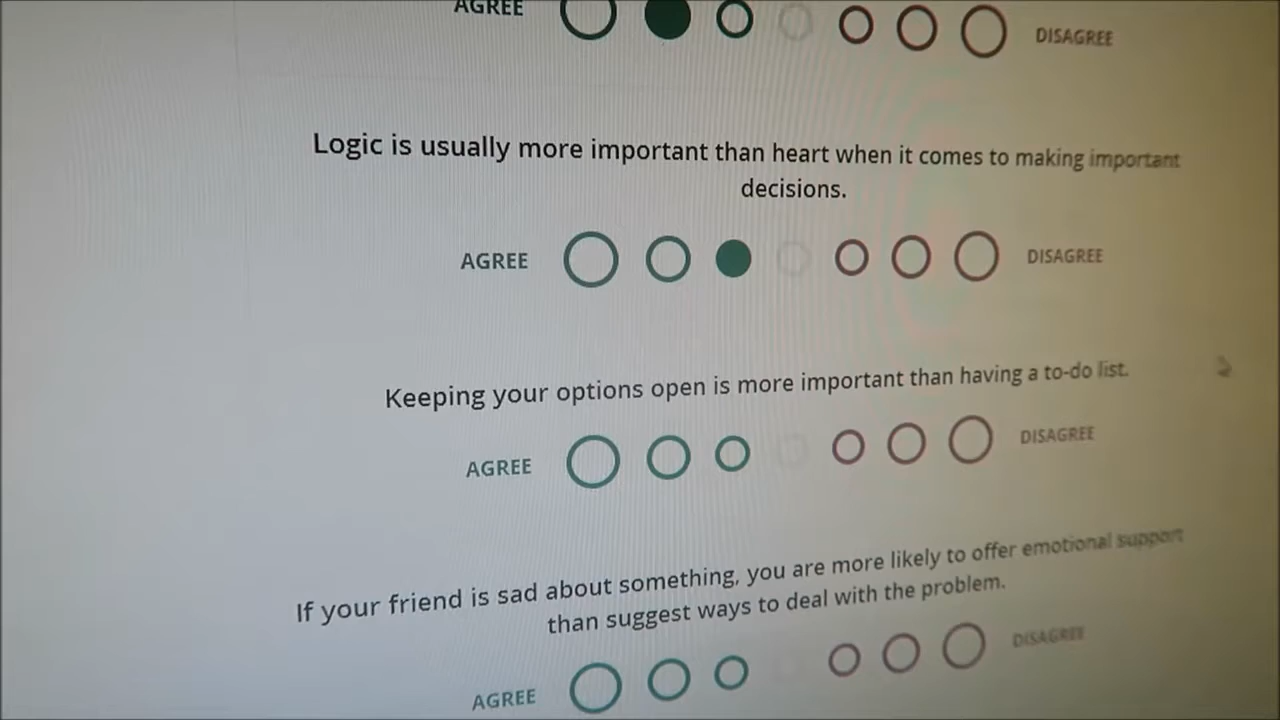 AGREE DISAGREE
Logic is usually more important than heart when it comes to making important
decisions.
AGREE DISAGREE
Keeping your options open is more important than having a to-do list.
AGREE DISAGREE
If your friend is sad about something, you are more likely to offer emotional support
than suggest ways to deal with the problem.
AGREE DISAGREE